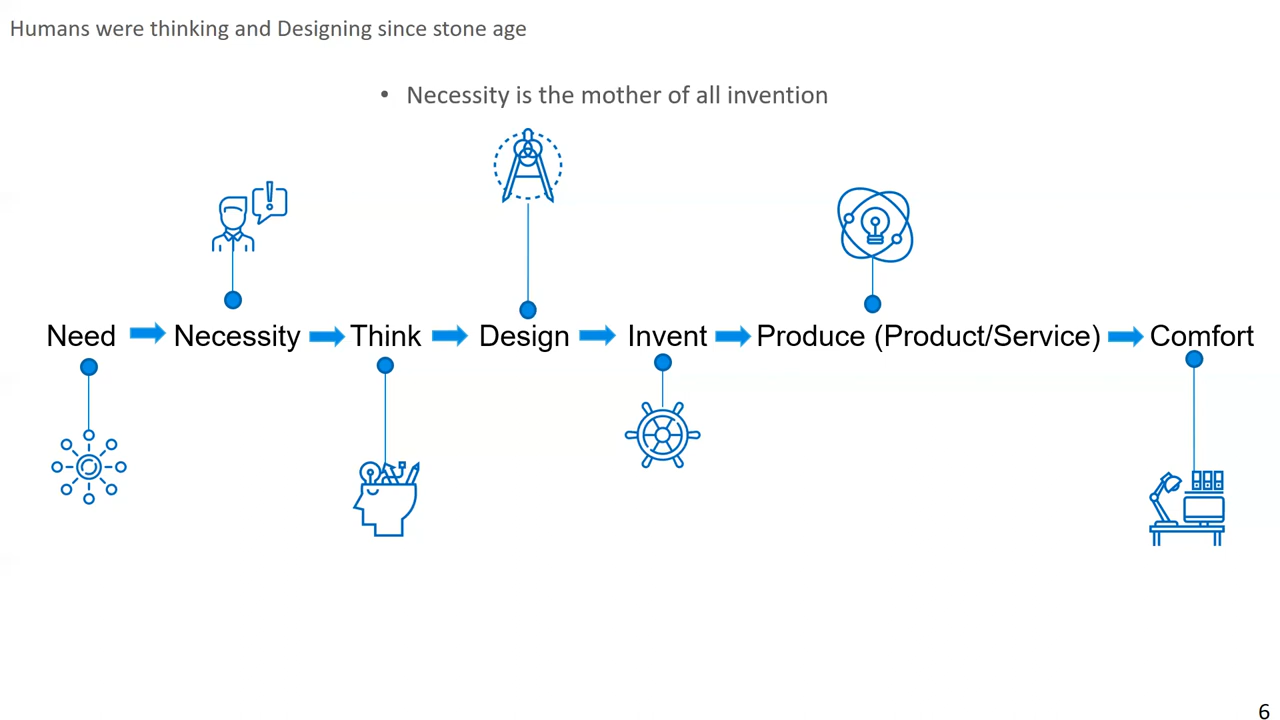 Humans were thinking and Designing since stone age
• Necessity is the mother of all invention
Need Necessity Think Design Invent Produce (Product/Service) Comfort
6